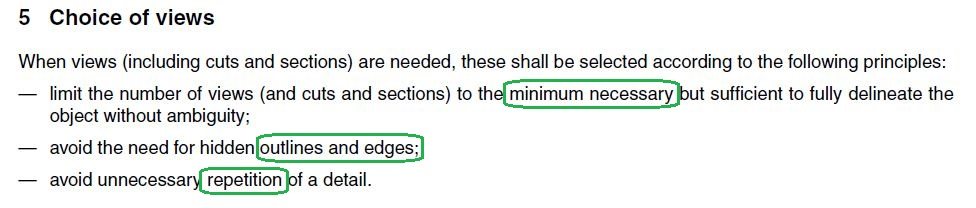 5 Choice of views
When views (including cuts and sections) are needed, these shall be selected according to the following principles:
— limit the number of views (and cuts and sections) to the minimum necessary but sufficient to fully delineate the
object without ambiguity;
— avoid the need for hidden outlines and edges;
— avoid unnecessary repetition of a detail.